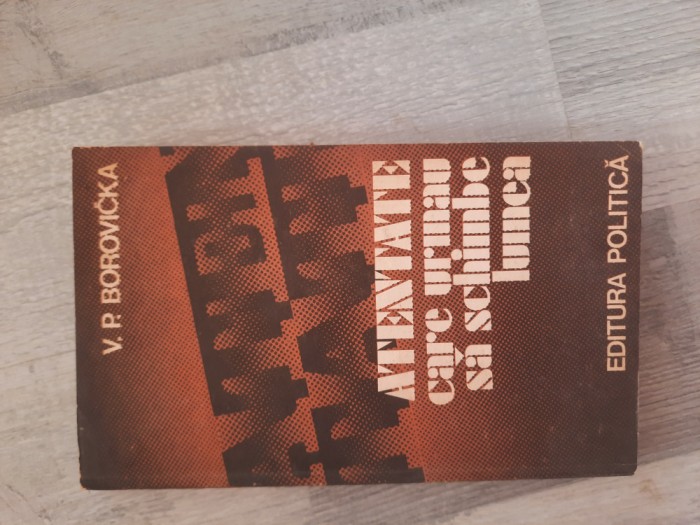 V. P. BOROVIČKA
ATENTATE
care urmau
să schimbe
lumea
EDITURA POLITICĂ